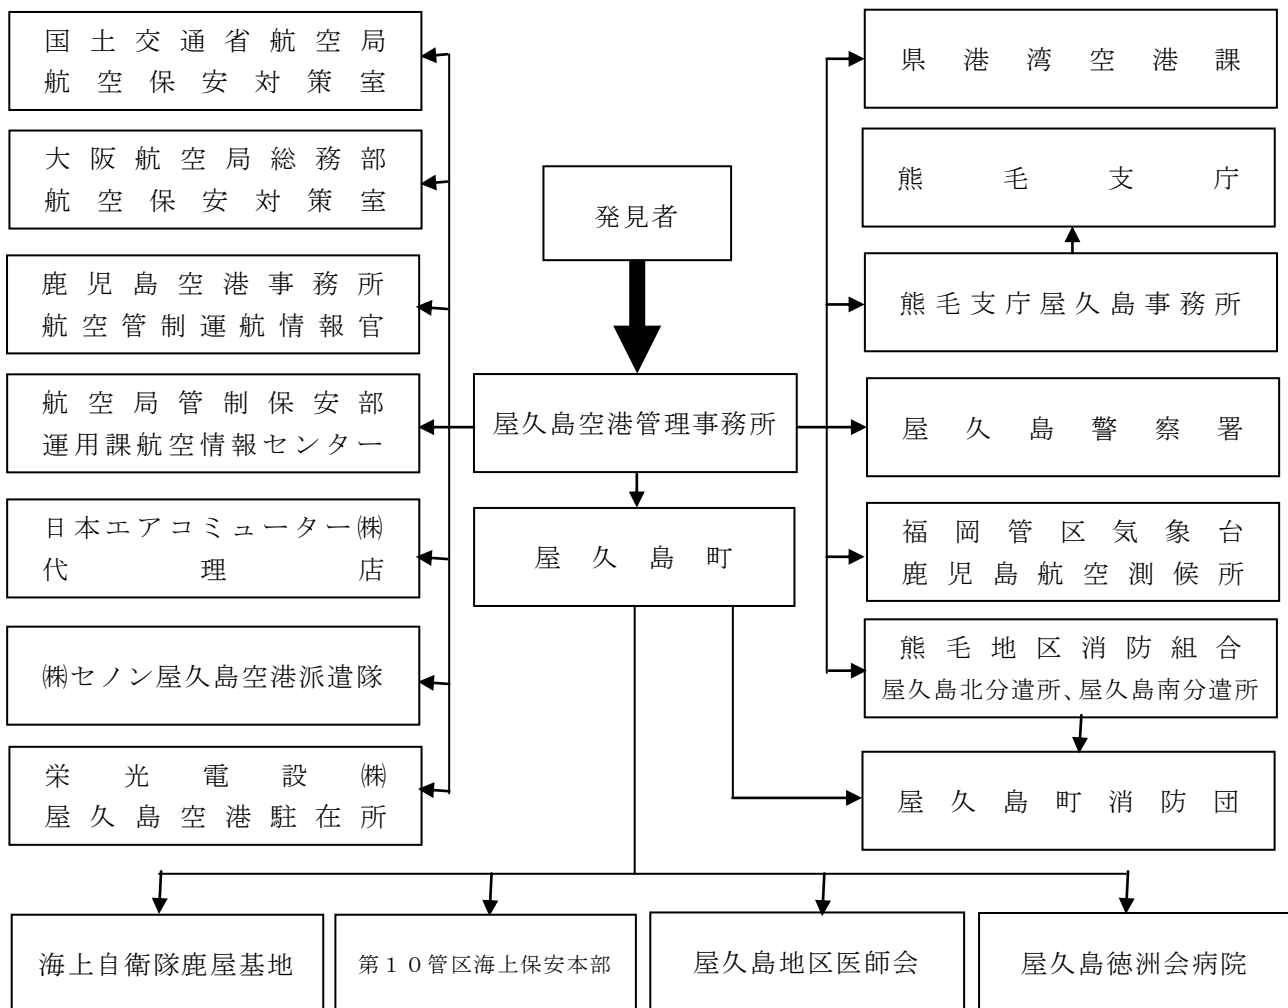 国土交通省航空局
航空保安対策室
大阪航空局総務部
航空保安対策室
鹿児島空港事務所
航空管制運航情報官
航空局管制保安部
運用課航空情報センター
日本エアコミューター㈱
代理店
㈱セノン屋久島空港派遣隊
栄光電設㈱
屋久島空港駐在所
発見者
屋久島空港管理事務所
屋久島町
県港湾空港課
熊毛支庁
熊毛支庁屋久島事務所
屋久島警察署
福岡管区気象台
鹿児島航空測候所
熊毛地区消防組合
屋久島北分遣所、屋久島南分遣所
屋久島町消防団
海上自衛隊鹿屋基地
第１０管区海上保安本部
屋久島地区医師会
屋久島徳洲会病院